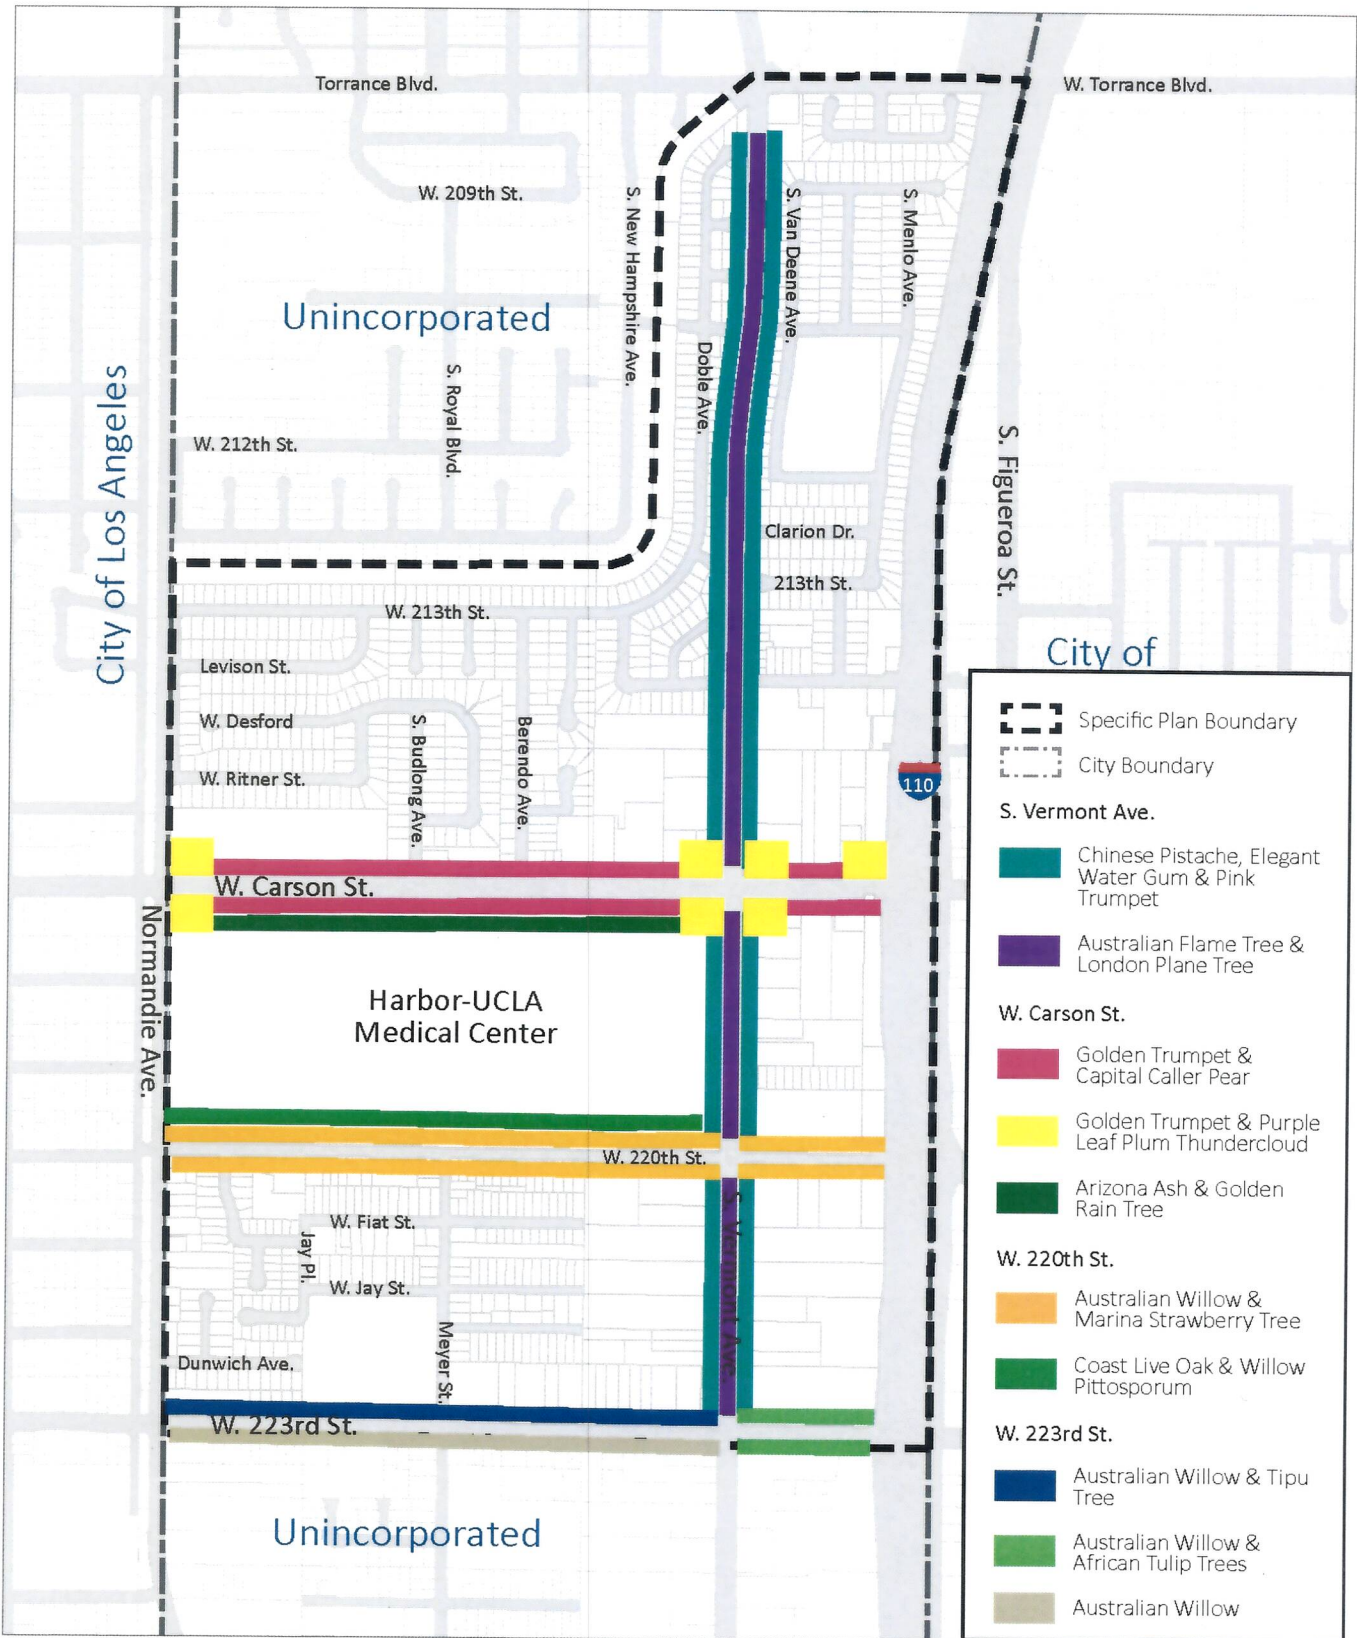 Torrance Blvd.
W. Torrance Blvd.
W. 209th St.
S. New Hampshire Ave.
S. Van Deene Ave.
S. Menlo Ave.
Unincorporated
S. Royal Blvd.
Doble Ave.
City of Los Angeles
W. 212th St.
S. Figueroa St.
Clarion Dr.
213th St.
W. 213th St.
City of
Levison St.
W. Desford
S. Budlong Ave.
Berendo Ave.
W. Ritner St.
110
W. Carson St.
Normandie Ave.
Harbor-UCLA
Medical Center
W. 220th St.
S. Vermont Ave.
W. Fiat St.
Jay Pl.
W. Jay St.
Meyer St.
Dunwich Ave.
W. 223rd St.
Unincorporated
Specific Plan Boundary
City Boundary
S. Vermont Ave.
Chinese Pistache, Elegant
Water Gum & Pink
Trumpet
Australian Flame Tree &
London Plane Tree
W. Carson St.
Golden Trumpet &
Capital Caller Pear
Golden Trumpet & Purple
Leaf Plum Thundercloud
Arizona Ash & Golden
Rain Tree
W. 220th St.
Australian Willow &
Marina Strawberry Tree
Coast Live Oak & Willow
Pittosporum
W. 223rd St.
Australian Willow & Tipu
Tree
Australian Willow &
African Tulip Trees
Australian Willow